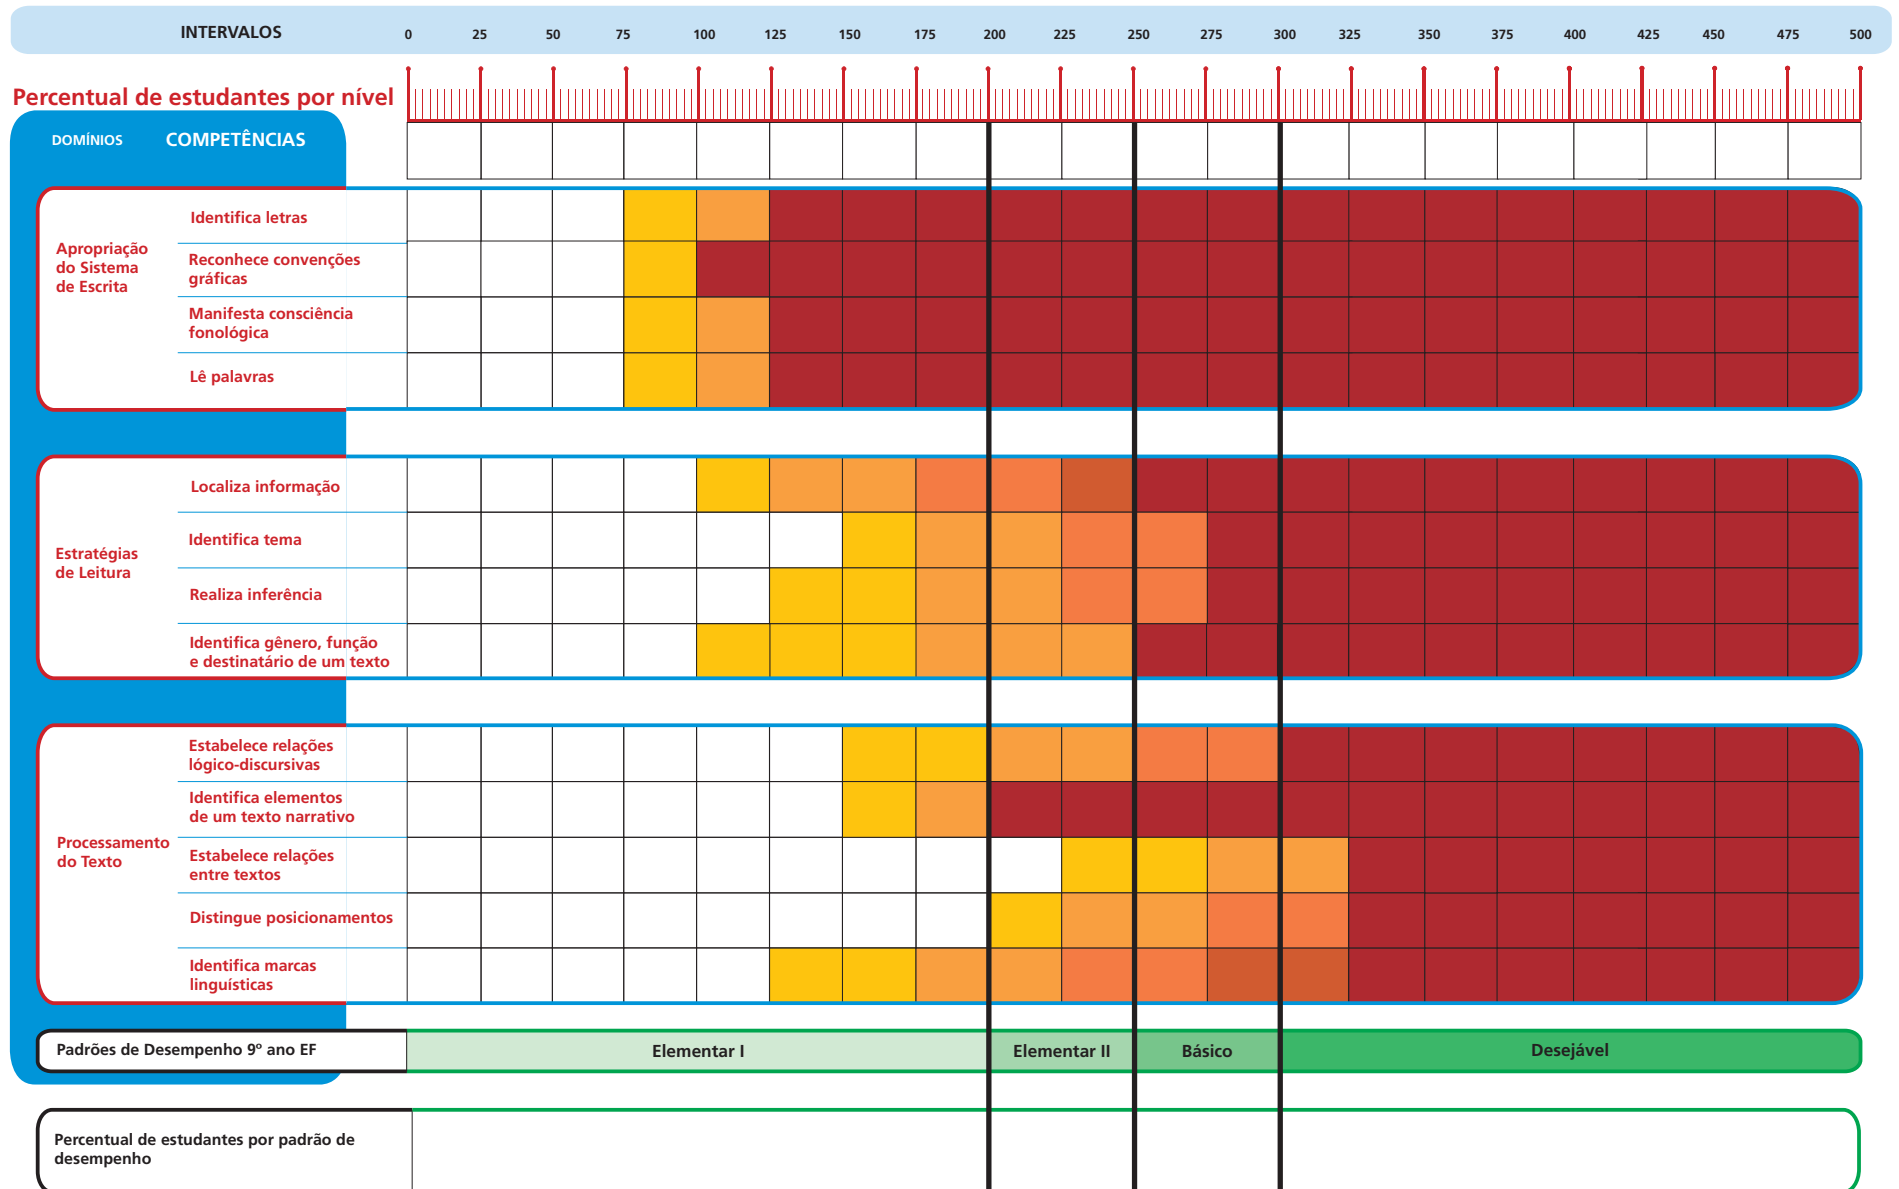 INTERVALOS 0 25 50 75 100 125 150 175 200 225 250 275 300 325 350 375 400 425 450 475 500
Percentual de estudantes por nível
DOMÍNIOS COMPETÊNCIAS
Apropriação
do Sistema
de Escrita
Identifica letras
Reconhece convenções
gráficas
Manifesta consciência
fonológica
Lê palavras
Estratégias
de Leitura
Localiza informação
Identifica tema
Realiza inferência
Identifica gênero, função
e destinatário de um texto
Processamento
do Texto
Estabelece relações
lógico-discursivas
Identifica elementos
de um texto narrativo
Estabelece relações
entre textos
Distingue posicionamentos
Identifica marcas
linguísticas
Padrões de Desempenho 9º ano EF Elementar I Elementar II Básico Desejável
Percentual de estudantes por padrão de
desempenho